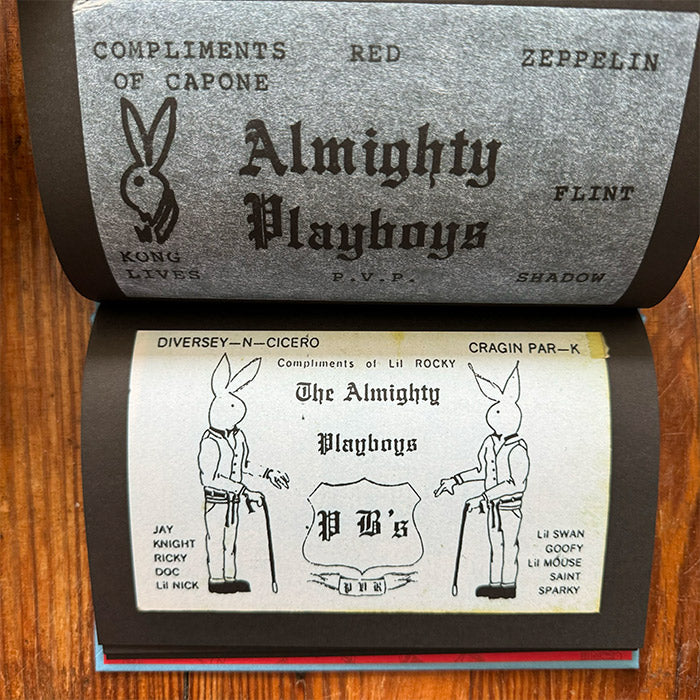 COMPLIMENTS OF CAPONE
RED
ZEPPELIN
Almighty
Playboys
FLINT
KONG
LIVES
P.V.P.
SHADOW
DIVERSEY—N—CICERO
CRAGIN PAR—K
Compliments of Lil ROCKY
The Almighty
Playboys
P B's
JAY
KNIGHT
RICKY
DOC
Lil NICK
Lil SWAN
GOOFY
Lil MOUSE
SAINT
SPARKY